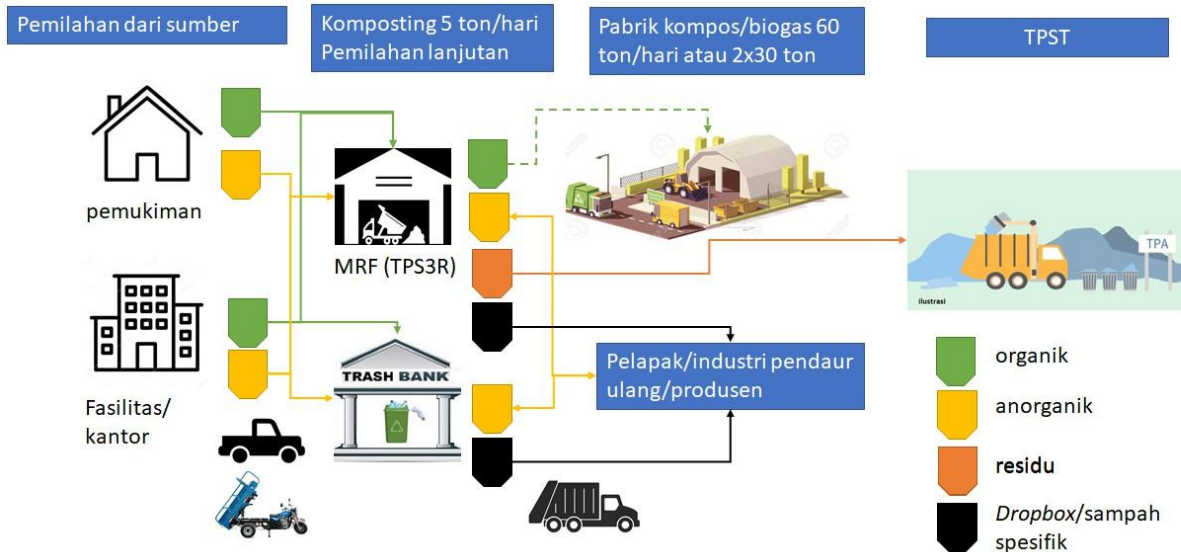 Pemilahan dari sumber
Komposting 5 ton/hari
Pemilahan lanjutan
Pabrik kompos/biogas 60
ton/hari atau 2x30 ton
TPST
pemukiman
MRF (TPS3R)
TPA
ilustrasi
Fasilitas/
kantor
TRASH BANK
Pelapak/industri pendaur
ulang/produsen
organik
anorganik
residu
Dropbox/sampah
spesifik